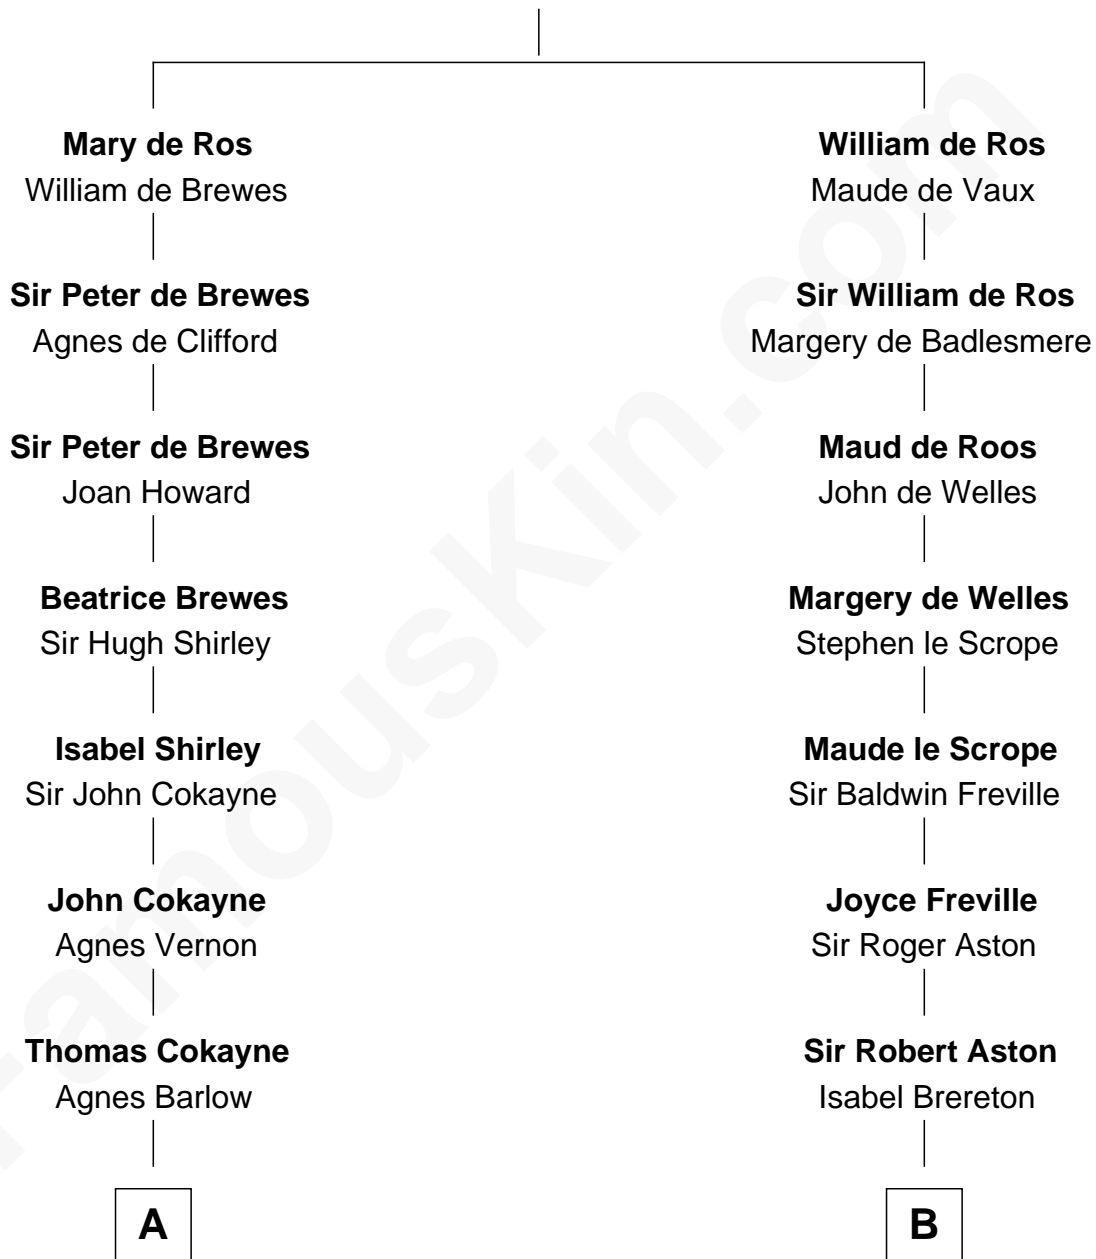 Mary de Ros
William de Brewes
Sir Peter de Brewes
Agnes de Clifford
Sir Peter de Brewes
Joan Howard
Beatrice Brewes
Sir Hugh Shirley
Isabel Shirley
Sir John Cokayne
John Cokayne
Agnes Vernon
Thomas Cokayne
Agnes Barlow
A
William de Ros
Maude de Vaux
Sir William de Ros
Margery de Badlesmere
Maud de Roos
John de Welles
Margery de Welles
Stephen le Scrope
Maude le Scrope
Sir Baldwin Freville
Joyce Freville
Sir Roger Aston
Sir Robert Aston
Isabel Brereton
B
FamousKin.com